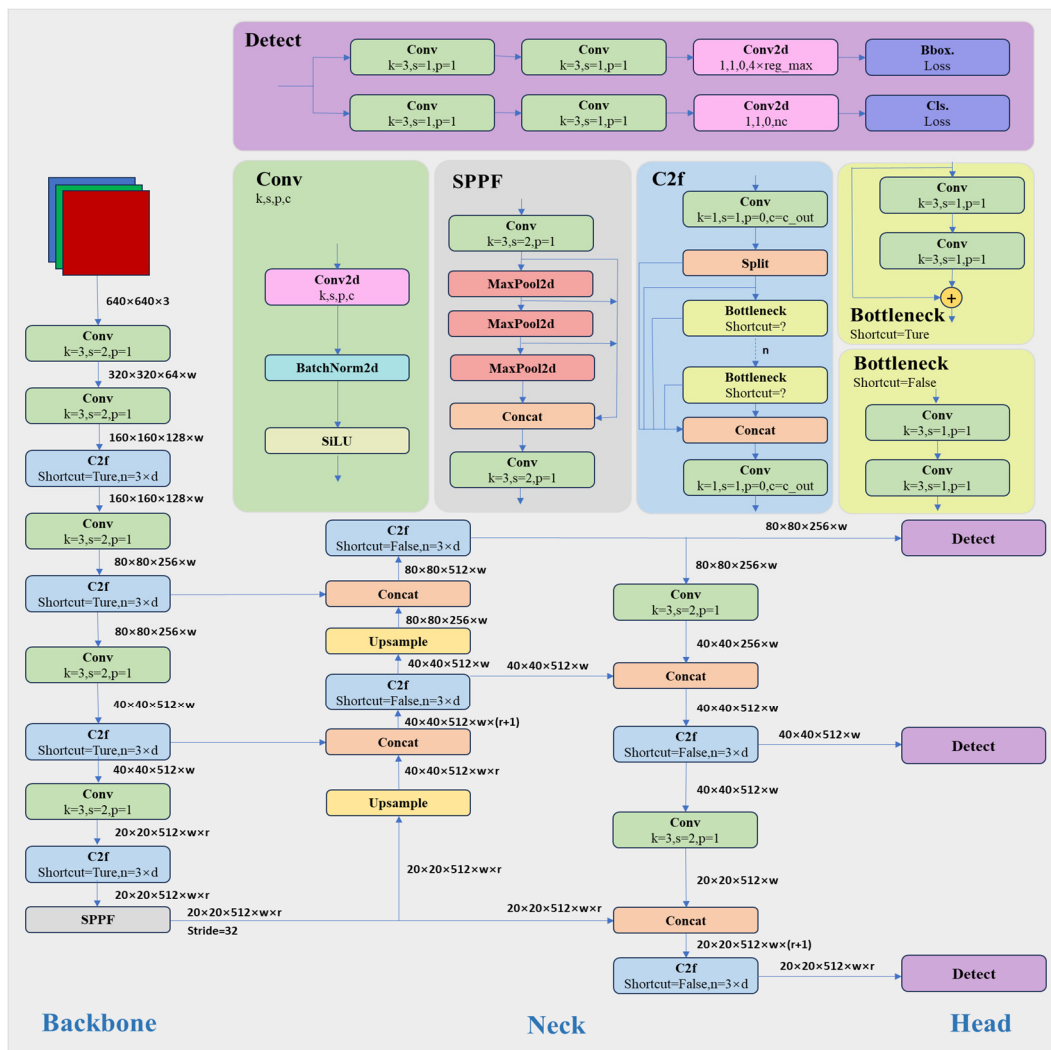 Detect
Conv
k=3,s=1,p=1
Conv
k=3,s=1,p=1
Conv2d
1,1,0,4×reg_max
Bbox.
Loss
Conv
k=3,s=1,p=1
Conv
k=3,s=1,p=1
Conv2d
1,1,0,nc
Cls.
Loss
Conv
k,s,p,c
Conv2d
k,s,p,c
BatchNorm2d
SiLU
SPPF
Conv
k=3,s=2,p=1
MaxPool2d
MaxPool2d
MaxPool2d
Concat
Conv
k=3,s=2,p=1
C2f
Conv
k=1,s=1,p=0,c=c_out
Split
Bottleneck
Shortcut=?
n
Bottleneck
Shortcut=?
Concat
Conv
k=1,s=1,p=0,c=c_out
Conv
k=3,s=1,p=1
Conv
k=3,s=1,p=1
+
Bottleneck
Shortcut=Ture
Bottleneck
Shortcut=False
Conv
k=3,s=1,p=1
Conv
k=3,s=1,p=1
640×640×3
Conv
k=3,s=2,p=1
320×320×64×w
Conv
k=3,s=2,p=1
160×160×128×w
C2f
Shortcut=Ture,n=3×d
160×160×128×w
Conv
k=3,s=2,p=1
80×80×256×w
C2f
Shortcut=Ture,n=3×d
80×80×256×w
Conv
k=3,s=2,p=1
40×40×512×w
C2f
Shortcut=Ture,n=3×d
40×40×512×w
Conv
k=3,s=2,p=1
20×20×512×w×r
C2f
Shortcut=Ture,n=3×d
20×20×512×w×r
SPPF
20×20×512×w×r
Stride=32
C2f
Shortcut=False,n=3×d
80×80×512×w
Concat
80×80×256×w
Upsample
40×40×512×w
C2f
Shortcut=False,n=3×d
40×40×512×w×(r+1)
Concat
40×40×512×w×r
Upsample
20×20×512×w×r
80×80×256×w
Detect
80×80×256×w
Conv
k=3,s=2,p=1
40×40×256×w
40×40×512×w
Concat
40×40×512×w
C2f
Shortcut=False,n=3×d
40×40×512×w
Detect
40×40×512×w
Conv
k=3,s=2,p=1
20×20×512×w
20×20×512×w×r
Concat
20×20×512×w×(r+1)
C2f
Shortcut=False,n=3×d
20×20×512×w×r
Detect
Backbone
Neck
Head